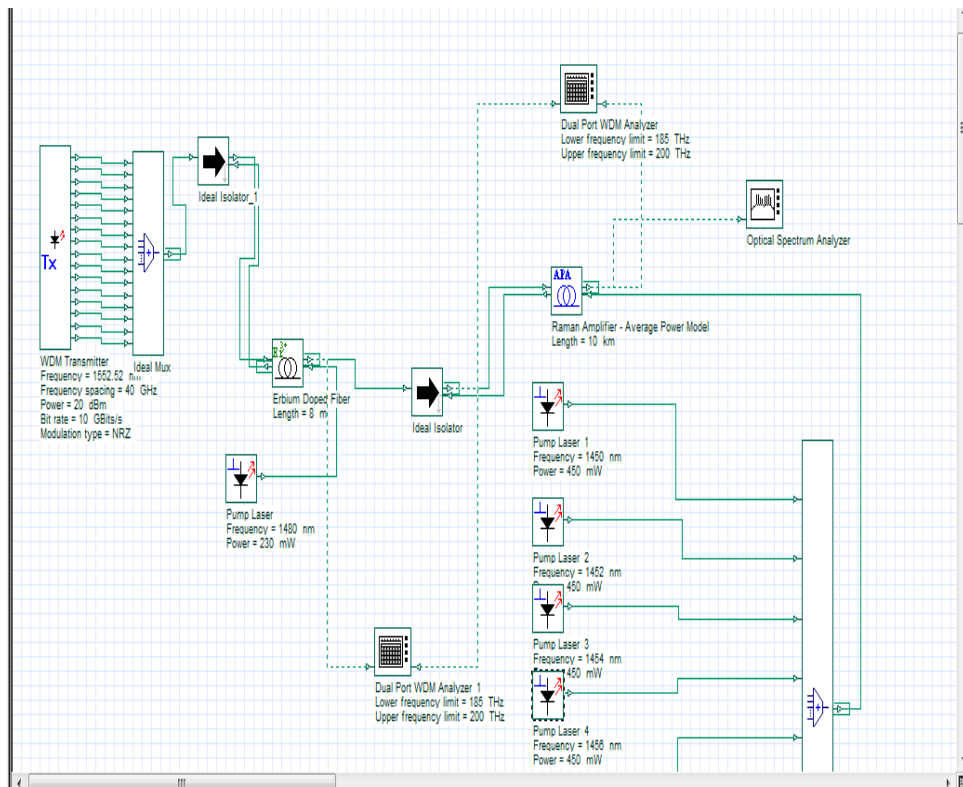 Dual Port WDM Analyzer
Lower frequency limit = 185 THz
Upper frequency limit = 200 THz
Ideal Isolator_1
Optical Spectrum Analyzer
Tx
WDM Transmitter
Frequency = 1552.52
Frequency spacing = 40 GHz
Power = 20 dBm
Bit rate = 10 GBits/s
Modulation type = NRZ
Ideal Mux
Raman Amplifier - Average Power Model
Length = 10 km
Erbium Doped Fiber
Length = 8 m
Ideal Isolator
Pump Laser 1
Frequency = 1450 nm
Power = 450 mW
Pump Laser
Frequency = 1480 nm
Power = 230 mW
Pump Laser 2
Frequency = 1452 nm
450 mW
Pump Laser 3
Frequency = 1454 nm
450 mW
Dual Port WDM Analyzer 1
Lower frequency limit = 185 THz
Upper frequency limit = 200 THz
Pump Laser 4
Frequency = 1456 nm
Power = 450 mW